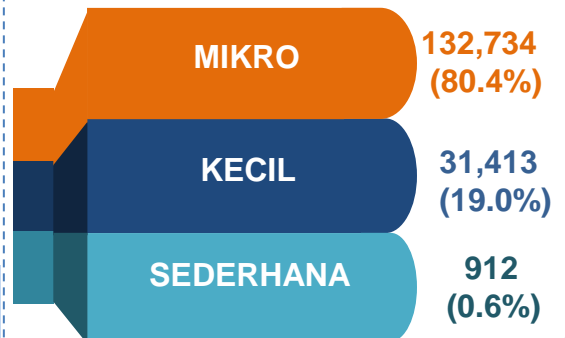 MIKRO
132,734
(80.4%)
KECIL
31,413
(19.0%)
SEDERHANA
912
(0.6%)